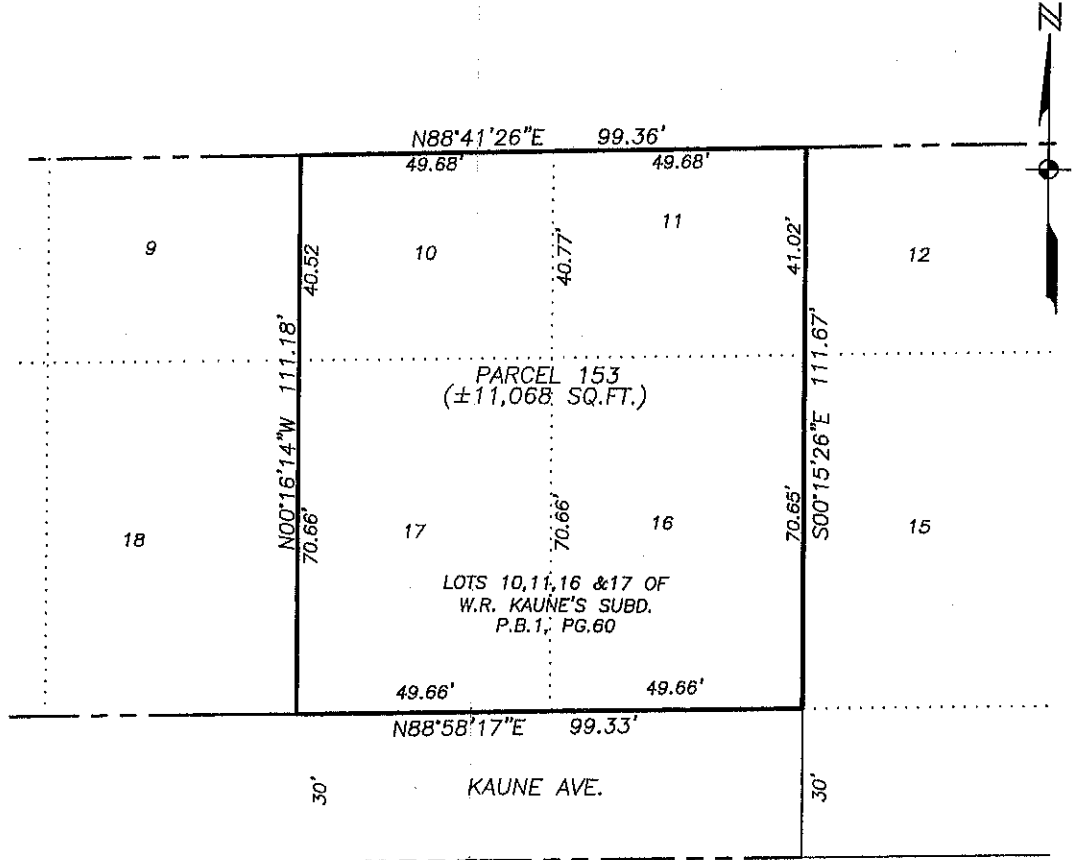 N
N88°41'26"E 99.36'
49.68' 49.68'
9
10
11
12
40.52
40.77'
41.02'
N00°16'14"W 111.18'
S00°15'26"E 111.67'
PARCEL 153
(±11,068 SQ.FT.)
18
17
16
15
70.66'
70.66'
70.65'
LOTS 10,11,16 &17 OF
W.R. KAUNE'S SUBD.
P.B.1, PG.60
49.66' 49.66'
N88°58'17"E 99.33'
30'
KAUNE AVE.
30'